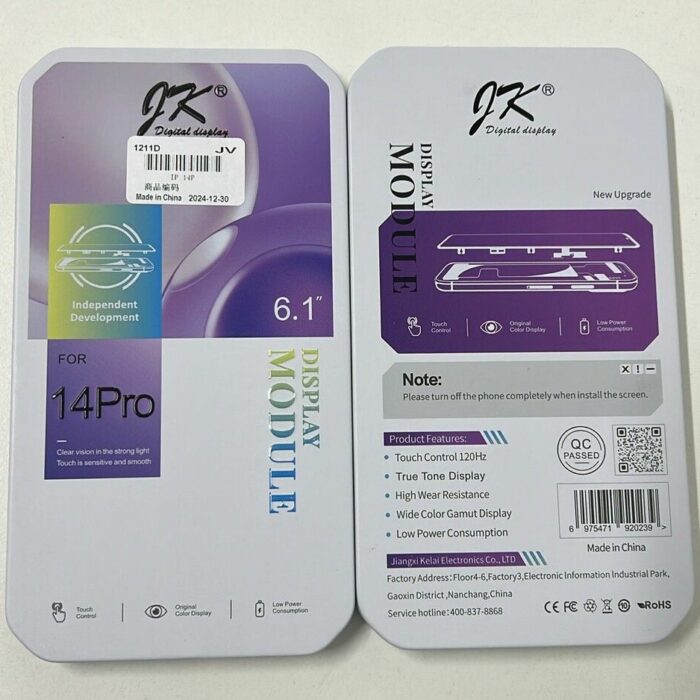 JK®
Digital display
1211D JV
IP 14P
商品编码
Made in China 2024-12-30
Independent
Development
6.1"
FOR
14Pro
Clear vision in the strong light
Touch is sensitive and smooth
DISPLAY
MODULE
Touch
Control
Original
Color Display
Low Power
Consumption
JK®
Digital display
DISPLAY
MODULE
New Upgrade
Touch
Control
Original
Color Display
Low Power
Consumption
Note:
Please turn off the phone completely when install the screen.
Product Features:
• Touch Control 120Hz
• True Tone Display
• High Wear Resistance
• Wide Color Gamut Display
• Low Power Consumption
QC
PASSED
6 975471 920239 >
Made in China
Jiangxi Kelai Electronics Co., LTD
Factory Address: Floor4-6,Factory3,Electronic Information Industrial Park,
Gaoxin District ,Nanchang,China
Service hotline: 400-837-8868
CE FC 10 RoHS